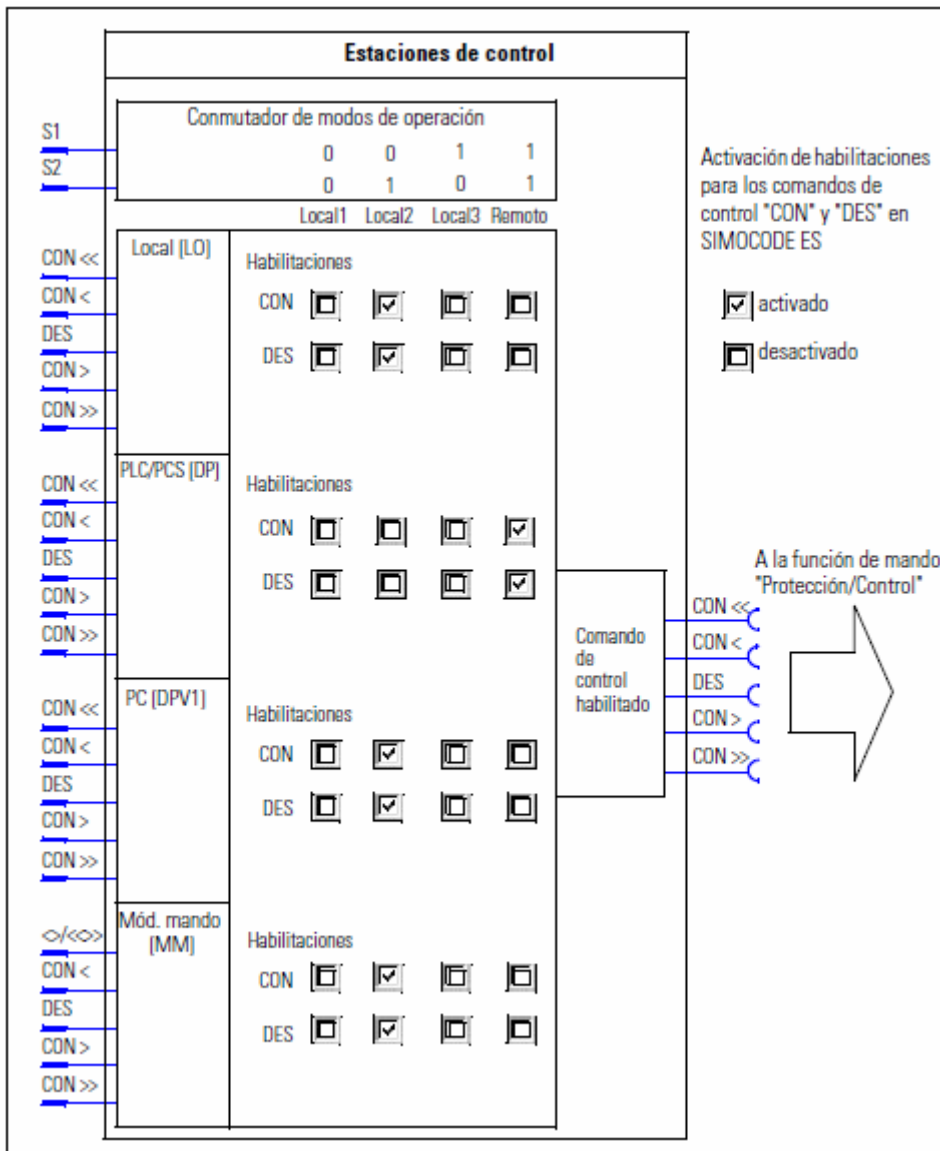 Estaciones de control
Conmutador de modos de operación
S1
0 0 1 1
S2
0 1 0 1
Local1 Local2 Local3 Remoto
Activación de habilitaciones
para los comandos de
control "CON" y "DES" en
SIMOCODE ES
activado
desactivado
Local (LO)
CON <<
CON <
DES
CON >
CON >>
Habilitaciones
CON
DES
PLC/PCS (DP)
CON <<
CON <
DES
CON >
CON >>
Habilitaciones
CON
DES
PC (DPV1)
CON <<
CON <
DES
CON >
CON >>
Habilitaciones
CON
DES
Mód. mando
(MM)
<>/<<>>
CON <
DES
CON >
CON >>
Habilitaciones
CON
DES
Comando
de
control
habilitado
CON <<
CON <
DES
CON >
CON >>
A la función de mando
"Protección/Control"